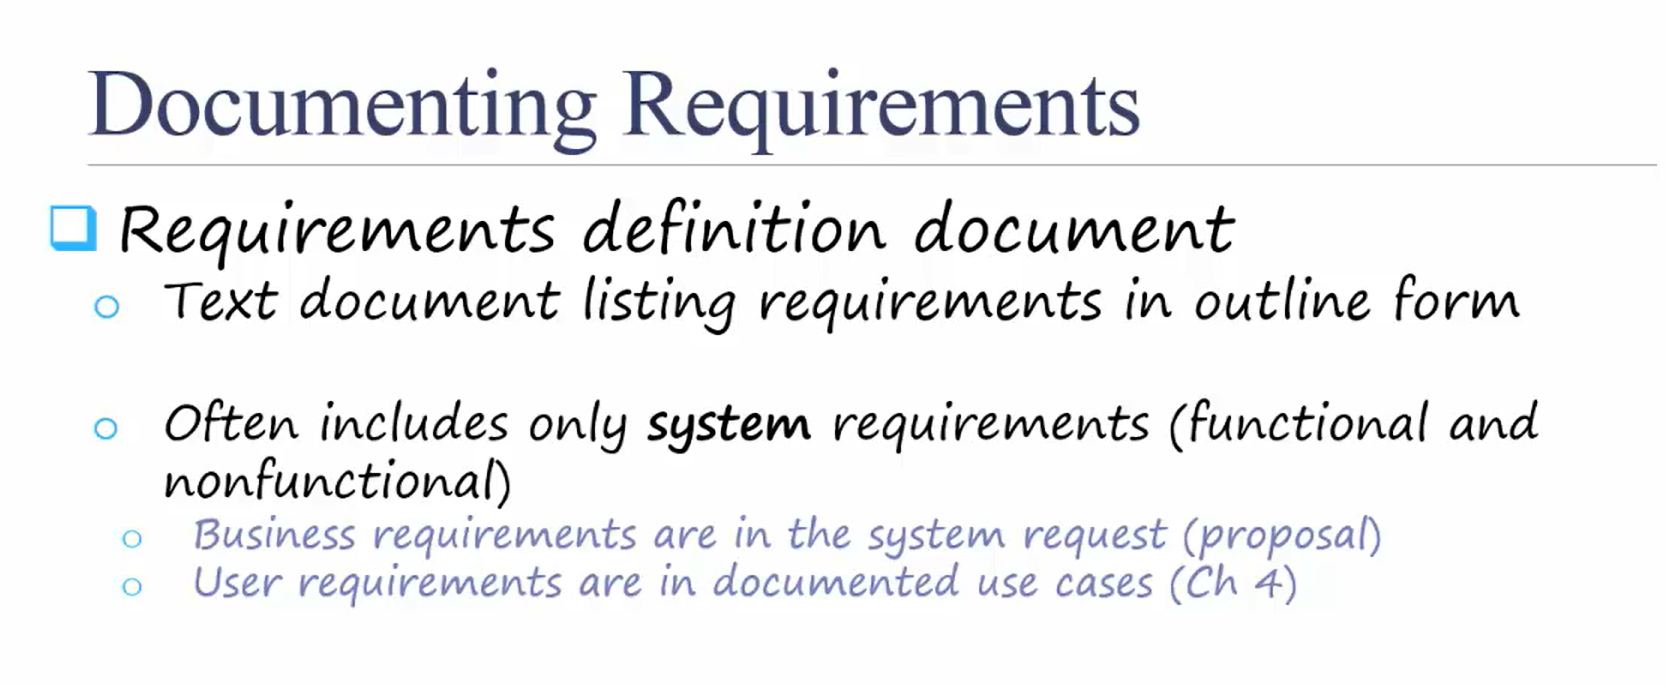 Documenting Requirements
Requirements definition document
Text document listing requirements in outline form
Often includes only system requirements (functional and
nonfunctional)
Business requirements are in the system request (proposal)
User requirements are in documented use cases (Ch 4)